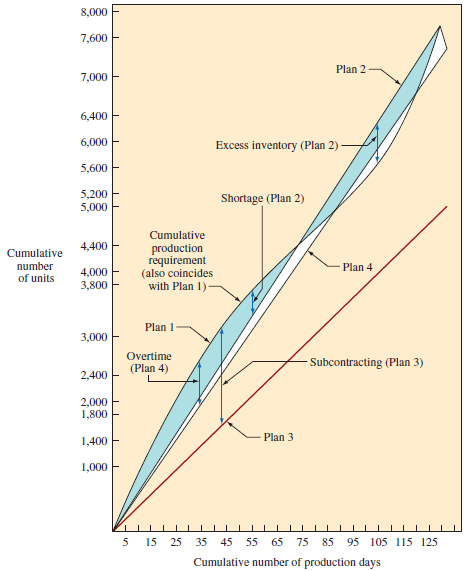 8,000
7,600
7,000
Plan 2
6,400
6,000
Excess inventory (Plan 2)
5,600
5,200
Shortage (Plan 2)
5,000
Cumulative
number
of units
4,400
Cumulative
production
requirement
(also coincides
with Plan 1)
Plan 4
4,000
3,800
Plan 1
3,000
Overtime
(Plan 4)
Subcontracting (Plan 3)
2,400
2,000
1,800
Plan 3
1,400
1,000
5 15 25 35 45 55 65 75 85 95 105 115 125
Cumulative number of production days